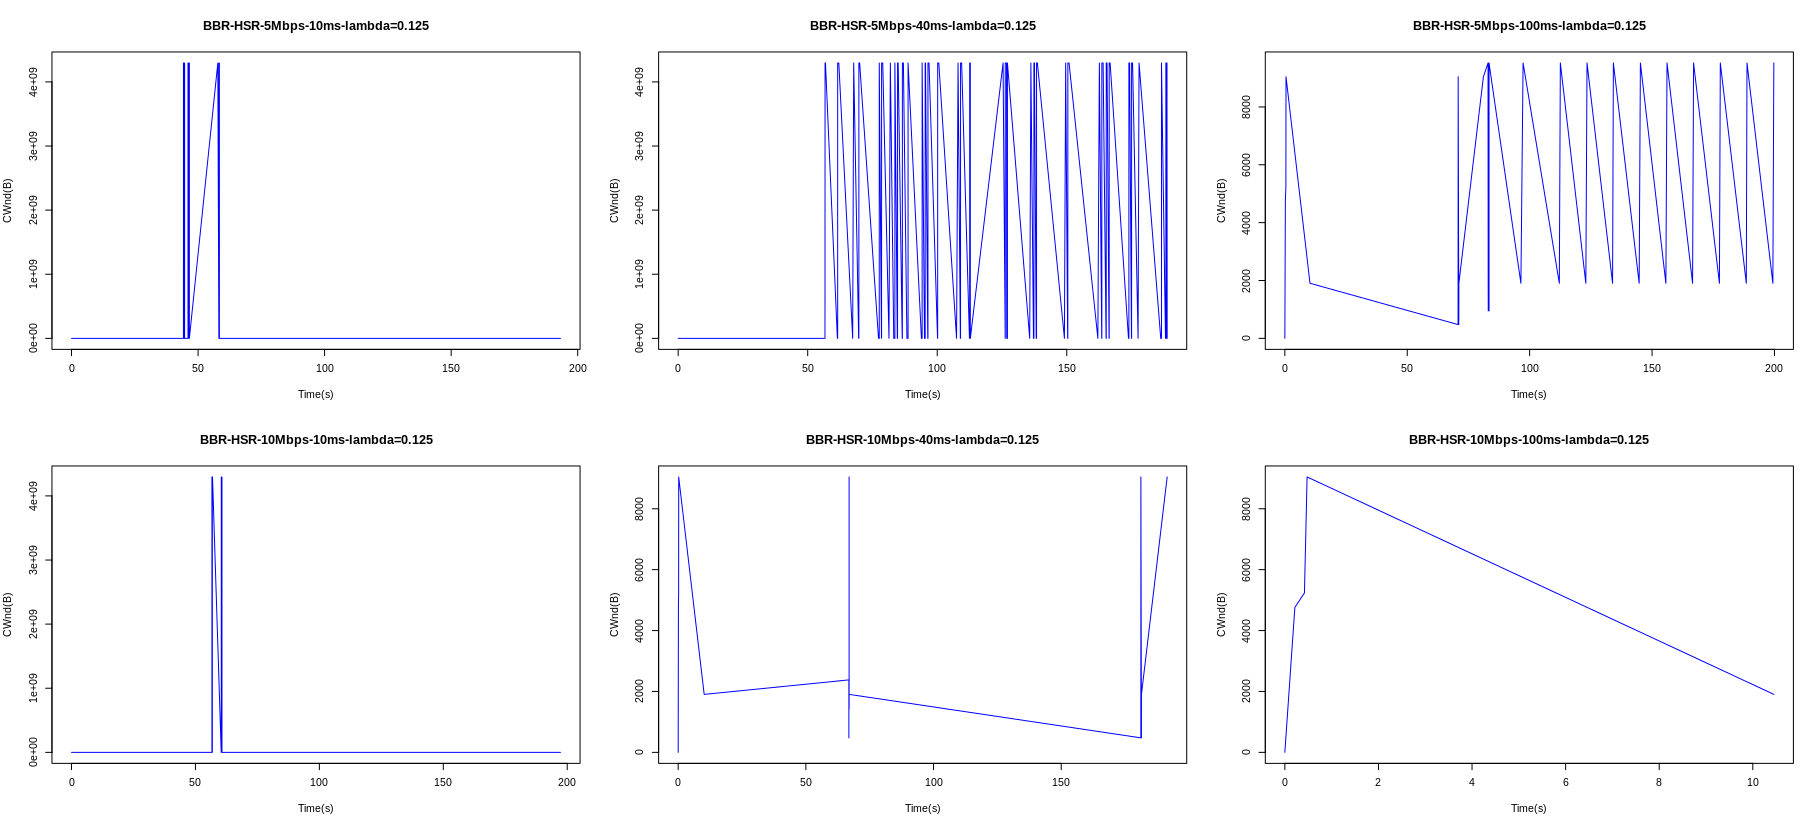 BBR-HSR-5Mbps-10ms-lambda=0.125
CWnd(B)
0e+00 1e+09 2e+09 3e+09 4e+09
0 50 100 150 200
Time(s)
BBR-HSR-5Mbps-40ms-lambda=0.125
CWnd(B)
0e+00 1e+09 2e+09 3e+09 4e+09
0 50 100 150
Time(s)
BBR-HSR-5Mbps-100ms-lambda=0.125
CWnd(B)
0 2000 4000 6000 8000
0 50 100 150 200
Time(s)
BBR-HSR-10Mbps-10ms-lambda=0.125
CWnd(B)
0e+00 1e+09 2e+09 3e+09 4e+09
0 50 100 150 200
Time(s)
BBR-HSR-10Mbps-40ms-lambda=0.125
CWnd(B)
0 2000 4000 6000 8000
0 50 100 150
Time(s)
BBR-HSR-10Mbps-100ms-lambda=0.125
CWnd(B)
0 2000 4000 6000 8000
0 2 4 6 8 10
Time(s)